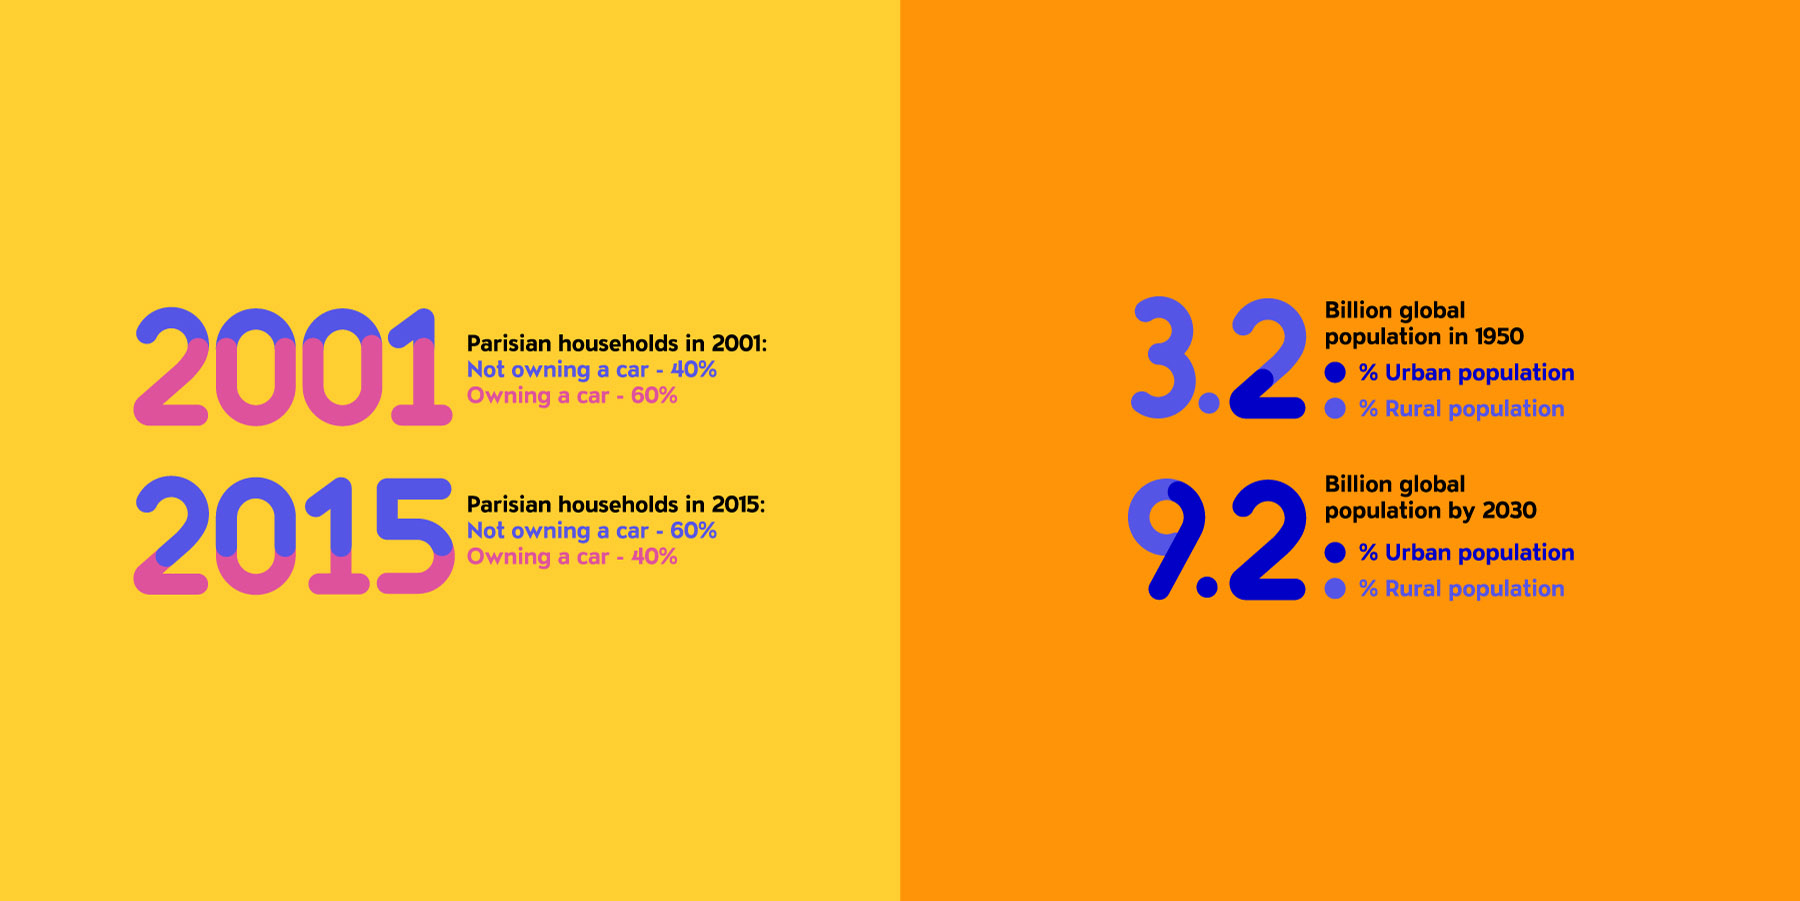 2001
Parisian households in 2001:
Not owning a car - 40%
Owning a car - 60%
2015
Parisian households in 2015:
Not owning a car - 60%
Owning a car - 40%
3.2
Billion global
population in 1950
% Urban population
% Rural population
9.2
Billion global
population by 2030
% Urban population
% Rural population